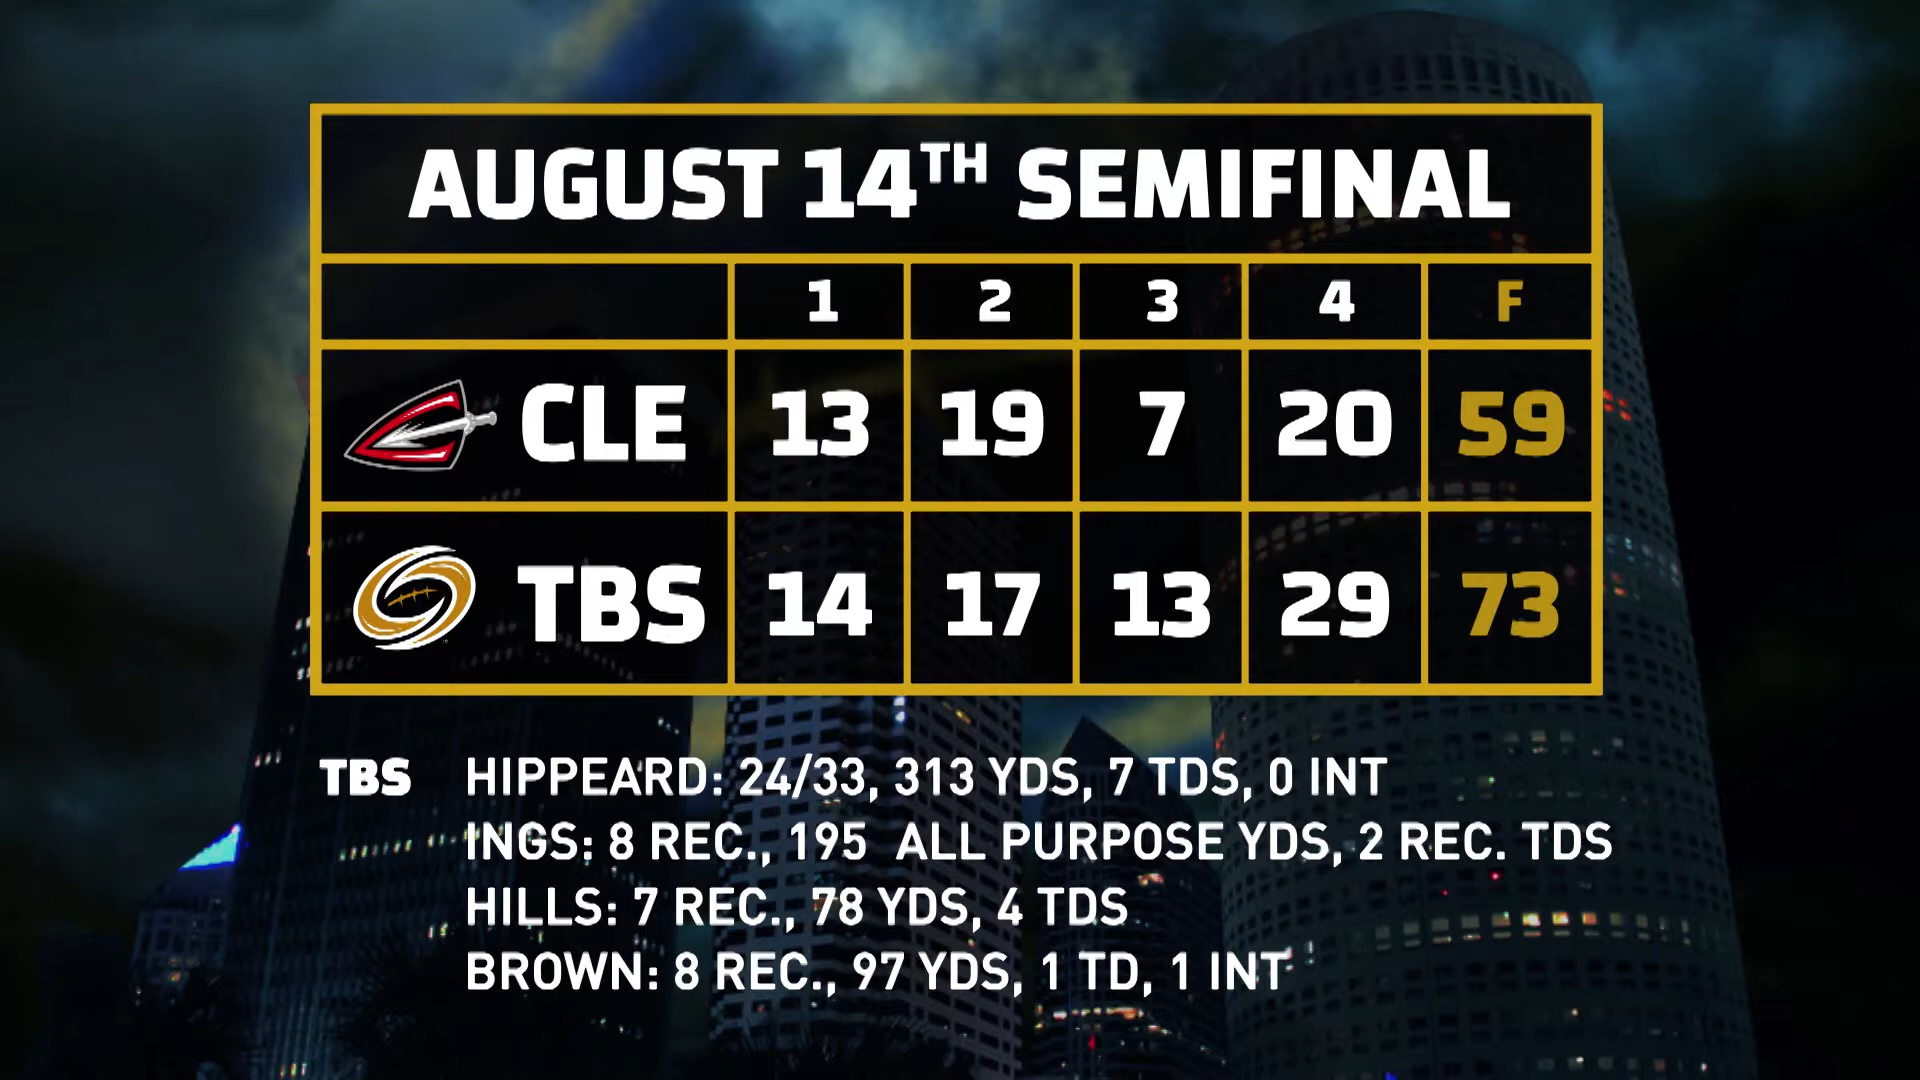 AUGUST 14TH SEMIFINAL
1 2 3 4 F
CLE 13 19 7 20 59
TBS 14 17 13 29 73
TBS HIPPEARD: 24/33, 313 YDS, 7 TDS, 0 INT
INGS: 8 REC., 195 ALL PURPOSE YDS, 2 REC. TDS
HILLS: 7 REC., 78 YDS, 4 TDS
BROWN: 8 REC., 97 YDS, 1 TD, 1 INT